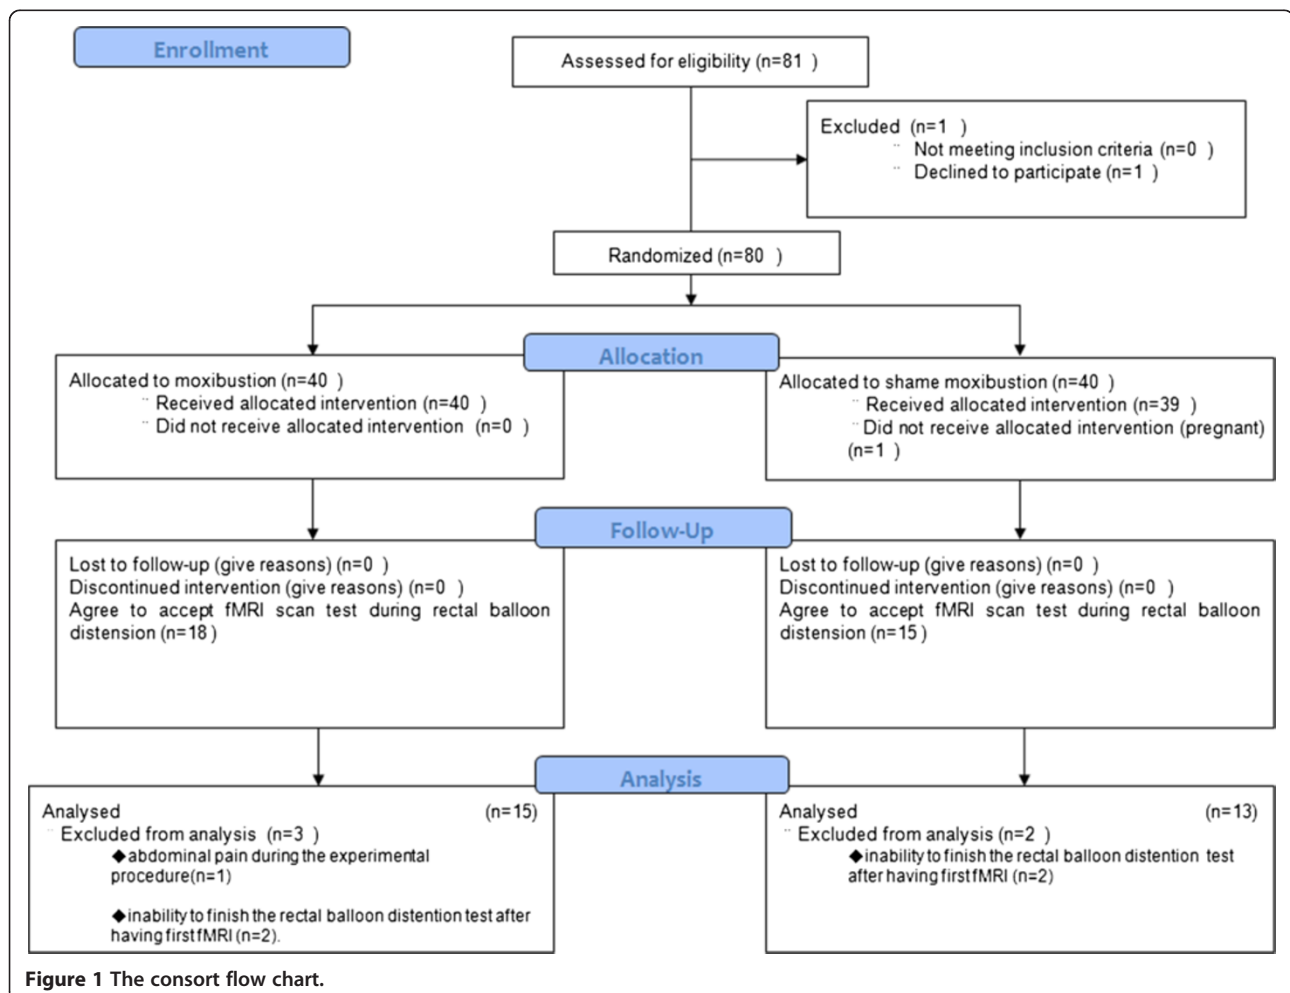 Enrollment
Assessed for eligibility (n=81 )
Excluded (n=1 )
¨ Not meeting inclusion criteria (n=0 )
¨ Declined to participate (n=1 )
Randomized (n=80 )
Allocation
Allocated to moxibustion (n=40 )
¨ Received allocated intervention (n=40 )
¨ Did not receive allocated intervention (n=0 )
Allocated to shame moxibustion (n=40 )
¨ Received allocated intervention (n=39 )
¨ Did not receive allocated intervention (pregnant)
(n=1 )
Follow-Up
Lost to follow-up (give reasons) (n=0 )
Discontinued intervention (give reasons) (n=0 )
Agree to accept fMRI scan test during rectal balloon
distension (n=18 )
Lost to follow-up (give reasons) (n=0 )
Discontinued intervention (give reasons) (n=0 )
Agree to accept fMRI scan test during rectal balloon
distension (n=15 )
Analysis
Analysed (n=15)
¨ Excluded from analysis (n=3 )
◆abdominal pain during the experimental
procedure(n=1)
◆inability to finish the rectal balloon distention test after
having first fMRI (n=2).
Analysed (n=13)
¨ Excluded from analysis (n=2 )
◆inability to finish the rectal balloon distention test
after having first fMRI (n=2)
Figure 1 The consort flow chart.